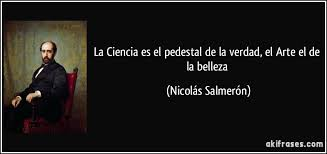 La Ciencia es el pedestal de la verdad, el Arte el de
la belleza
(Nicolás Salmerón)
akifrases.com